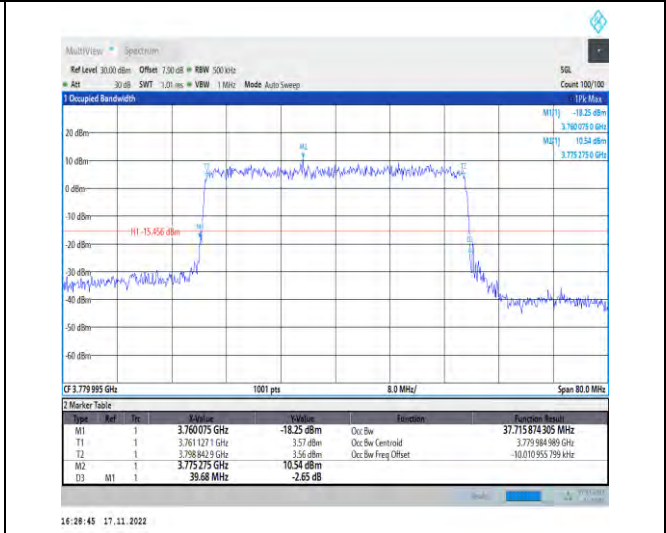 MultiView Spectrum
Ref Level 30.00 dBm Offset 7.50 dB RBW 500 kHz SGL
Att 30 dB SWT 1.01 ms VBW 1 MHz Mode Auto Sweep Count 100/100
1 Occupied Bandwidth 1Pk Max
M1[1] -18.25 dBm
3.760 075 0 GHz
M2[1] 10.54 dBm
3.775 275 0 GHz
20 dBm
M2
10 dBm
T1 T2
0 dBm
-10 dBm
H1 -15.456 dBm
M1
-20 dBm
D3
-30 dBm
-40 dBm
-50 dBm
-60 dBm
CF 3.779 995 GHz 1001 pts 8.0 MHz/ Span 80.0 MHz
2 Marker Table
Type Ref Trc X-Value Y-Value Function Function Result
M1 1 3.760 075 GHz -18.25 dBm Occ Bw 37.715 874 305 MHz
T1 1 3.761 127 1 GHz 3.57 dBm Occ Bw Centroid 3.779 984 989 GHz
T2 1 3.798 842 9 GHz 3.56 dBm Occ Bw Freq Offset -10.010 955 799 kHz
M2 1 3.775 275 GHz 10.54 dBm
D3 M1 1 39.68 MHz -2.65 dB
16:28:45 17.11.2022